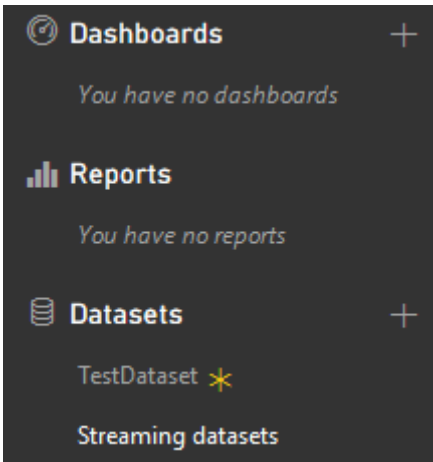 Dashboards
You have no dashboards
Reports
You have no reports
Datasets
TestDataset
Streaming datasets